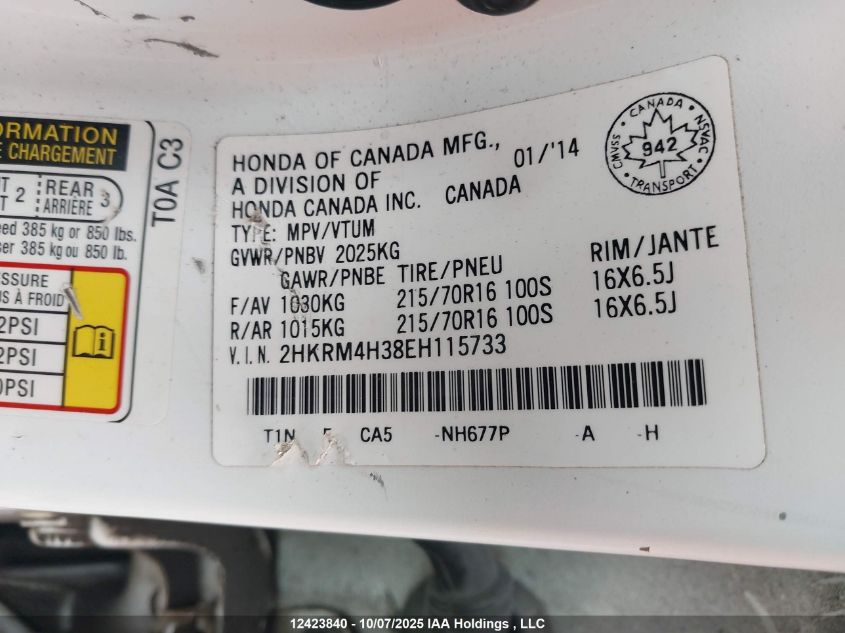 ORMATION
E CHARGEMENT
T 2 REAR 3
T ARRIÈRE
ed 385 kg or 850 lbs.
ser 385 kg ou 850 lb.
ESSURE
S À FROID
2PSI
2PSI
0PSI
T0A C3
HONDA OF CANADA MFG., 01/'14
A DIVISION OF
HONDA CANADA INC. CANADA
TYPE: MPV/VTUM
GVWR/PNBV 2025KG
GAWR/PNBE TIRE/PNEU RIM/JANTE
F/AV 1030KG 215/70R16 100S 16X6.5J
R/AR 1015KG 215/70R16 100S 16X6.5J
V.I.N. 2HKRM4H38EH115733
T1N CA5 -NH677P -A -H
CANADA
CMVSS 942 NSVAC
TRANSPORT
12423840 - 10/07/2025 IAA Holdings , LLC